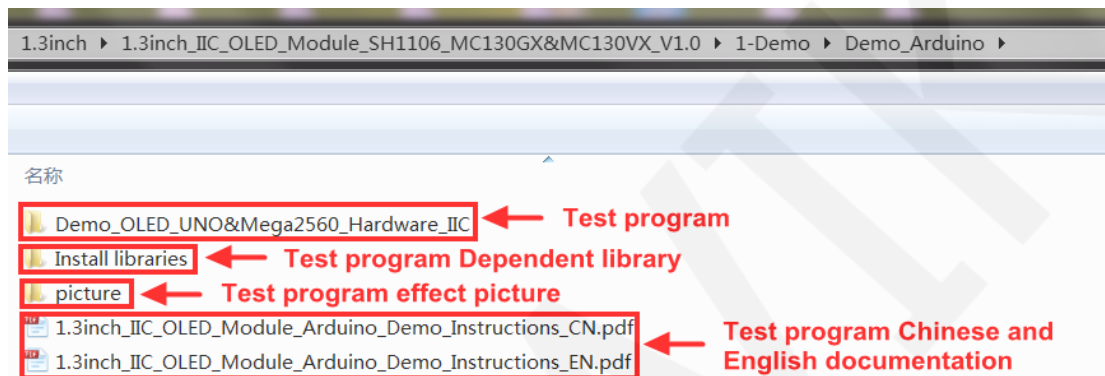 1.3inch ▸ 1.3inch_IIC_OLED_Module_SH1106_MC130GX&MC130VX_V1.0 ▸ 1-Demo ▸ Demo_Arduino ▸
名称
Demo_OLED_UNO&Mega2560_Hardware_IIC Test program
Install libraries Test program Dependent library
picture Test program effect picture
1.3inch_IIC_OLED_Module_Arduino_Demo_Instructions_CN.pdf Test program Chinese and
1.3inch_IIC_OLED_Module_Arduino_Demo_Instructions_EN.pdf English documentation